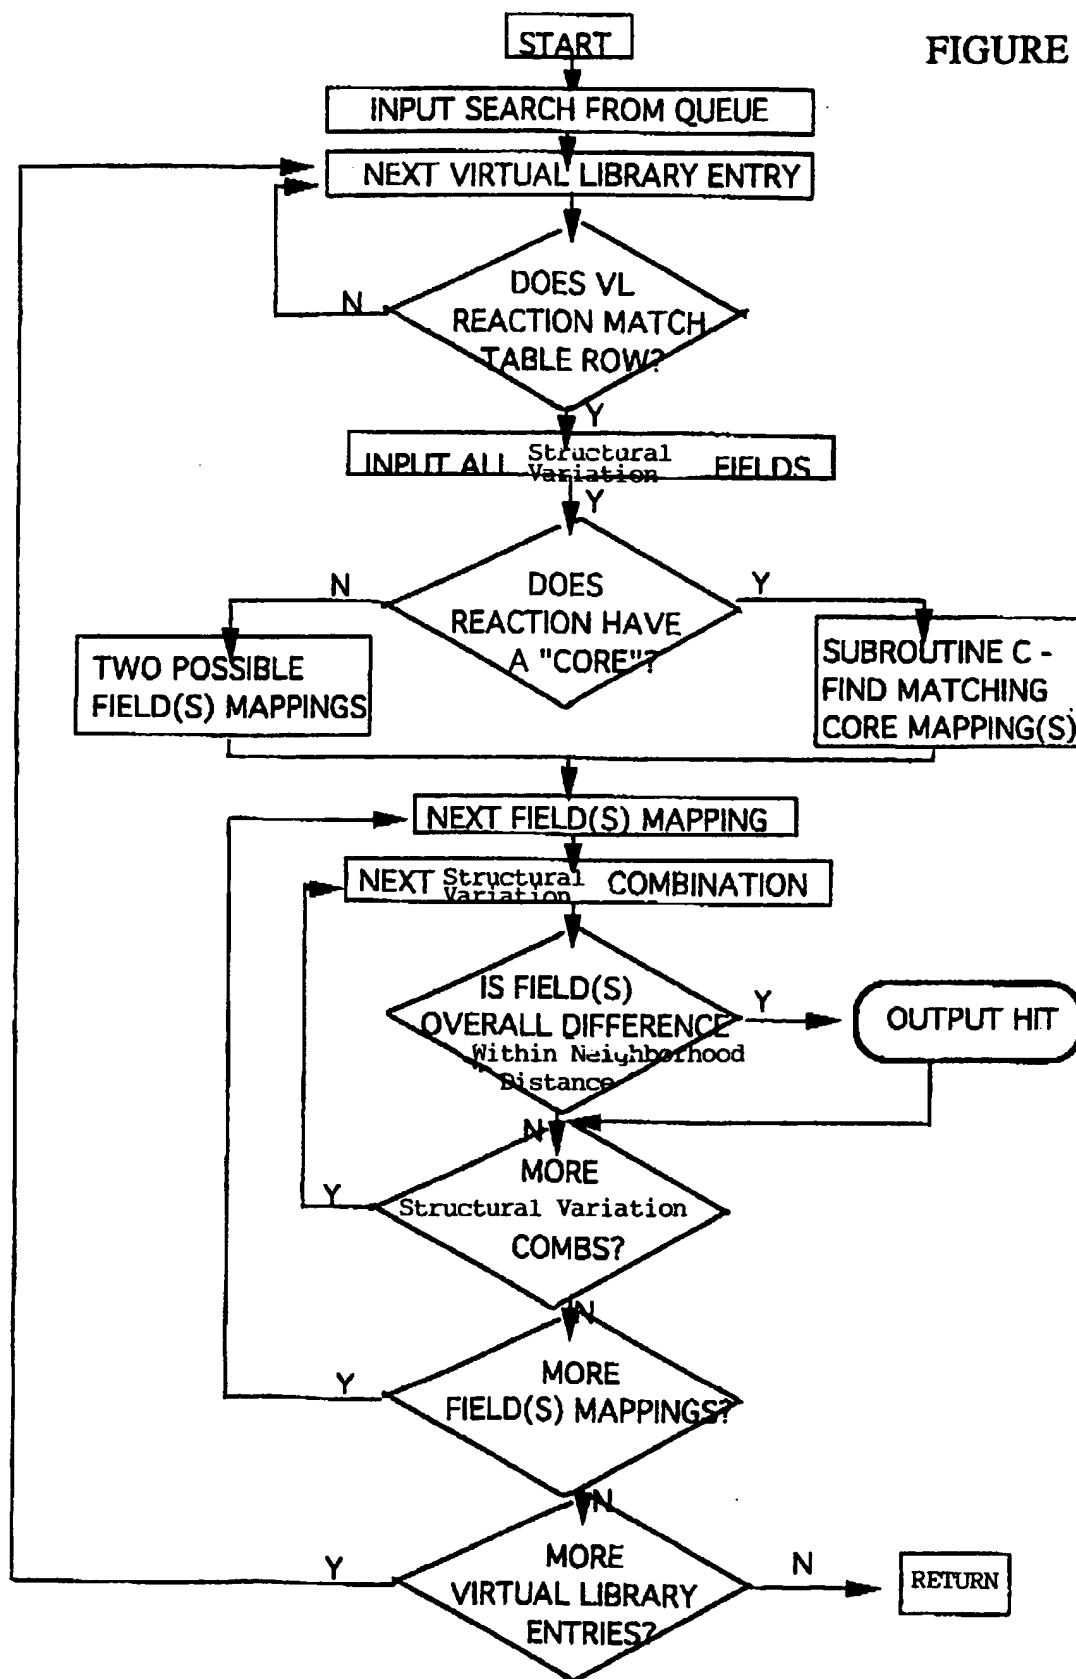 START
FIGURE
INPUT SEARCH FROM QUEUE
NEXT VIRTUAL LIBRARY ENTRY
DOES VL
REACTION MATCH
TABLE ROW?
N
Y
INPUT ALL Structural Variation FIELDS
Y
DOES
REACTION HAVE
A "CORE"?
N
Y
TWO POSSIBLE
FIELD(S) MAPPINGS
SUBROUTINE C -
FIND MATCHING
CORE MAPPING(S)
NEXT FIELD(S) MAPPING
NEXT Structural Variation COMBINATION
IS FIELD(S)
OVERALL DIFFERENCE
Within Neighborhood
Distance
Y
OUTPUT HIT
N
MORE
Structural Variation
COMBS?
Y
N
MORE
FIELD(S) MAPPINGS?
Y
N
MORE
VIRTUAL LIBRARY
ENTRIES?
Y
N
RETURN